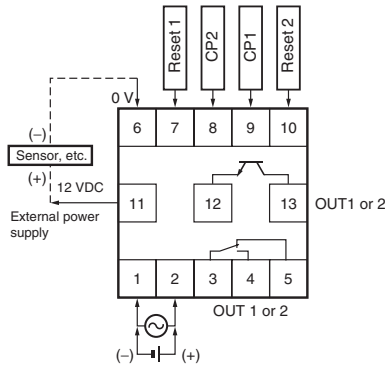 Reset 1
CP2
CP1
Reset 2
0 V
6 7 8 9 10
(–)
Sensor, etc.
(+)
12 VDC
11 12 13
OUT1 or 2
External power
supply
1 2 3 4 5
OUT 1 or 2
(–) (+)